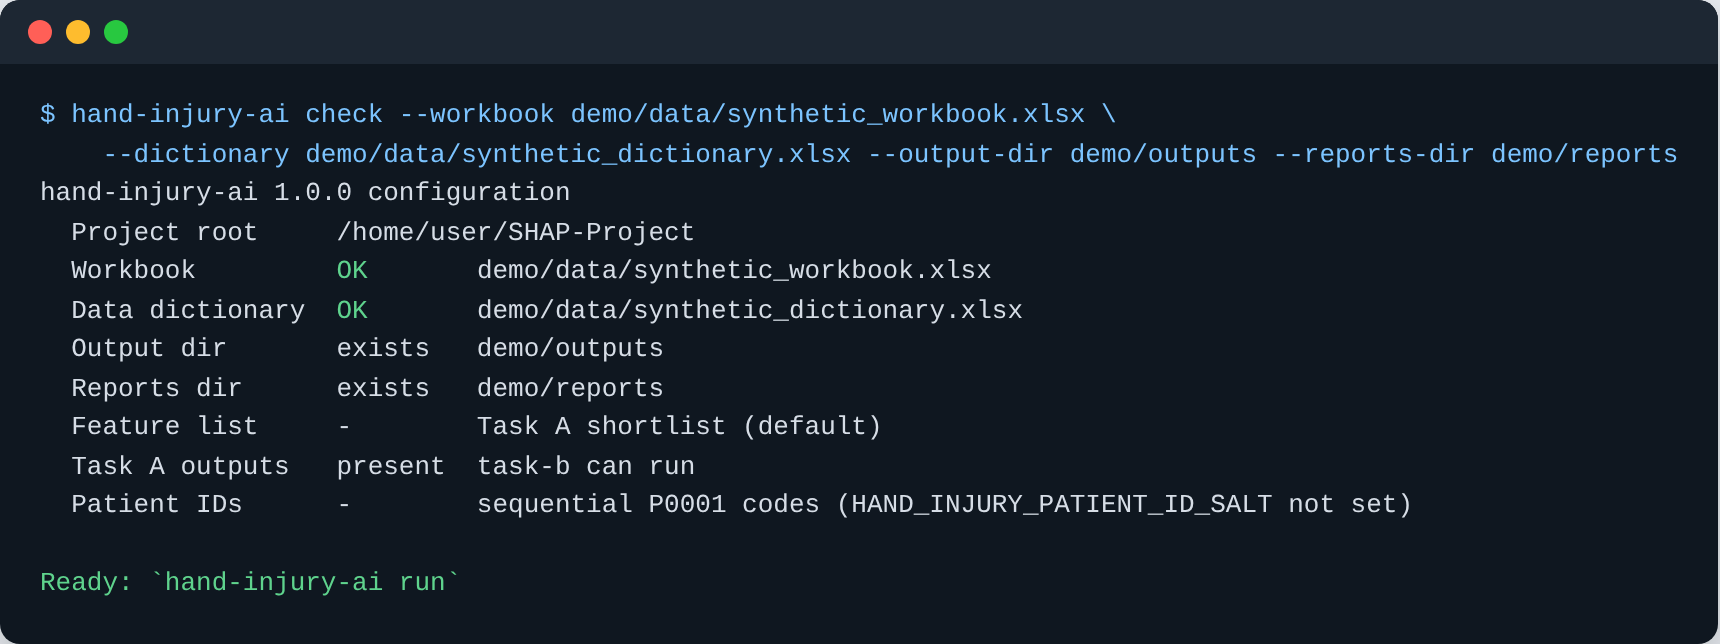 $ hand-injury-ai check --workbook demo/data/synthetic_workbook.xlsx \
    --dictionary demo/data/synthetic_dictionary.xlsx --output-dir demo/outputs --reports-dir demo/reports
hand-injury-ai 1.0.0 configuration
  Project root     /home/user/SHAP-Project
  Workbook         OK       demo/data/synthetic_workbook.xlsx
  Data dictionary  OK       demo/data/synthetic_dictionary.xlsx
  Output dir       exists   demo/outputs
  Reports dir      exists   demo/reports
  Feature list     -        Task A shortlist (default)
  Task A outputs   present  task-b can run
  Patient IDs      -        sequential P0001 codes (HAND_INJURY_PATIENT_ID_SALT not set)
Ready: `hand-injury-ai run`